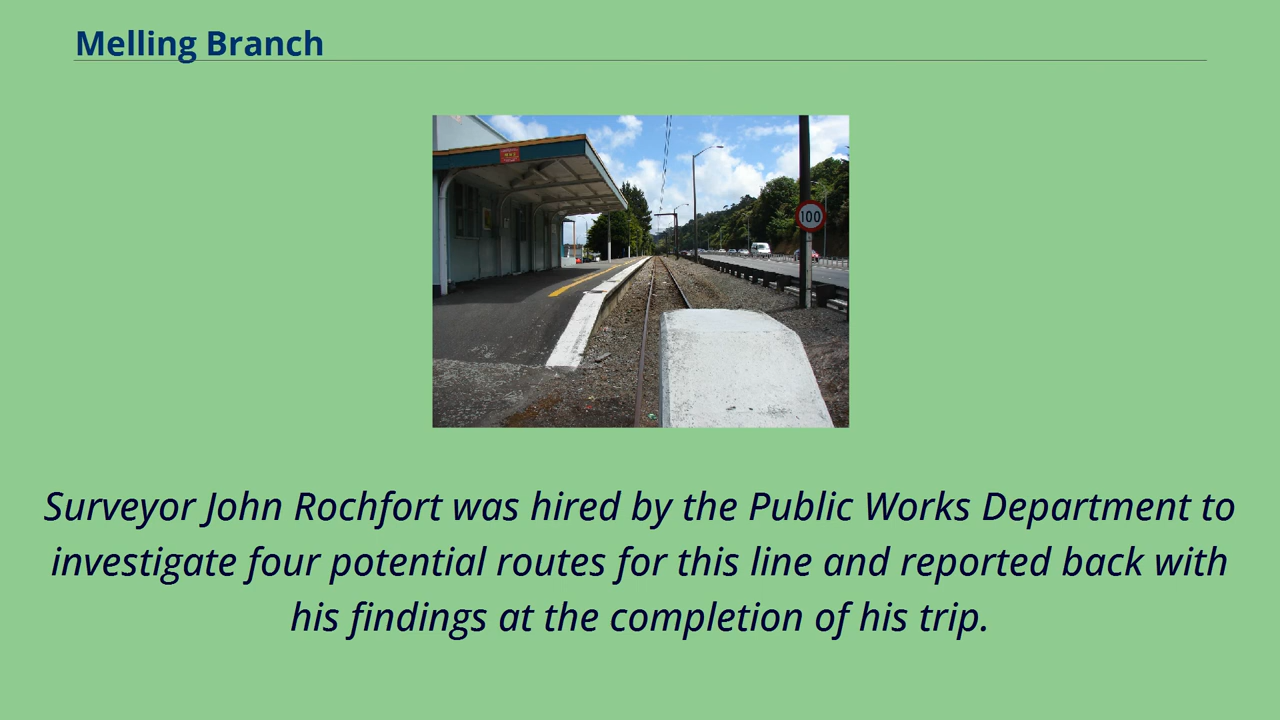 Melling Branch
100
Surveyor John Rochfort was hired by the Public Works Department to
investigate four potential routes for this line and reported back with
his findings at the completion of his trip.